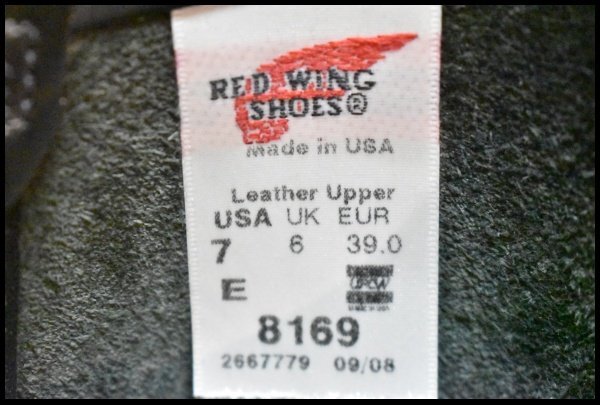 RED WING
SHOES®
Made in USA
Leather Upper
USA UK EUR
7 6 39.0
E
UFCW
8169
2667779 09/08